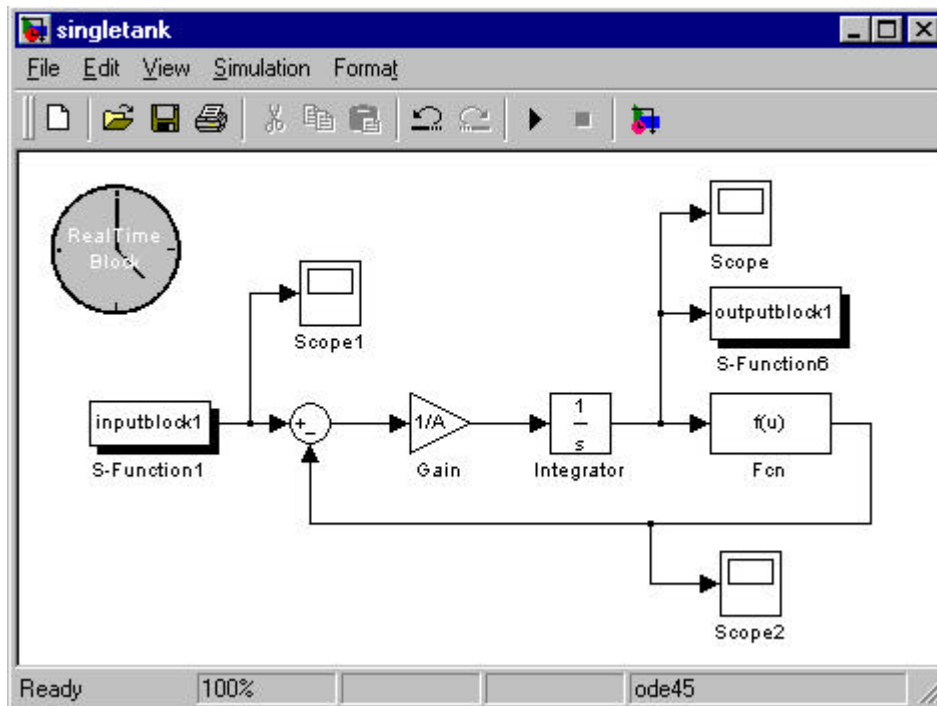 singletank
File Edit View Simulation Format
RealTime
Block
Scope
Scope1
outputblock1
S-Function6
inputblock1
S-Function1
+
−
1/A
Gain
1
s
Integrator
f(u)
Fcn
Scope2
Ready 100% ode45